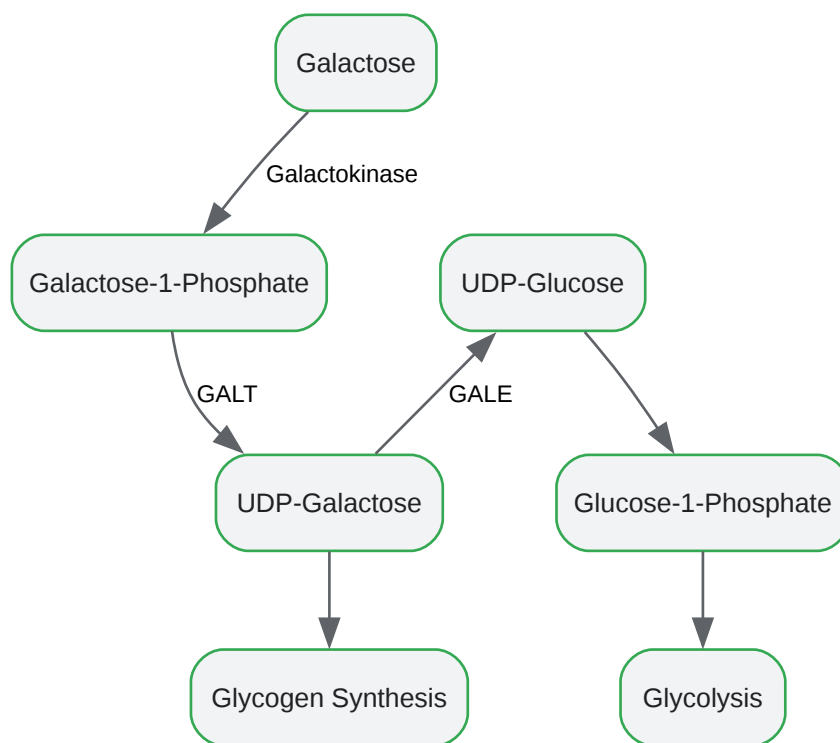 Galactose
Galactokinase
Galactose-1-Phosphate
UDP-Glucose
GALT
GALE
UDP-Galactose
Glucose-1-Phosphate
Glycogen Synthesis
Glycolysis